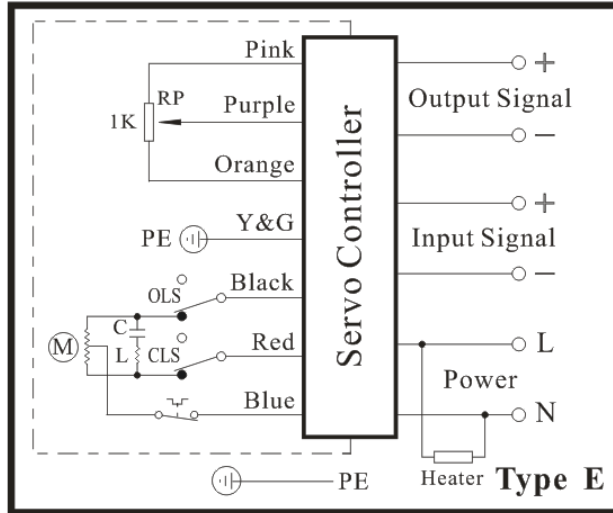 Pink
RP
1K
Purple
Orange
PE
Y&G
Black
OLS
C
M
L
CLS
Red
Blue
PE
Servo Controller
+
Output Signal
−
+
Input Signal
−
L
Power
N
Heater
Type E